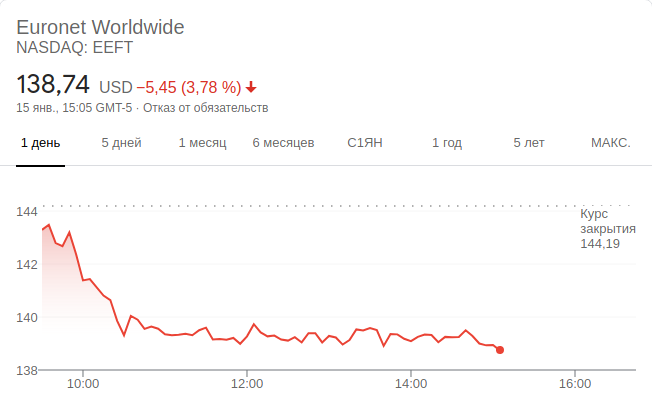 Euronet Worldwide
NASDAQ: EEFT
138,74 USD −5,45 (3,78 %)
15 янв., 15:05 GMT-5 · Отказ от обязательств
1 день 5 дней 1 месяц 6 месяцев С1ЯН 1 год 5 лет МАКС.
144
Курс
закрытия
144,19
142
140
138
10:00 12:00 14:00 16:00